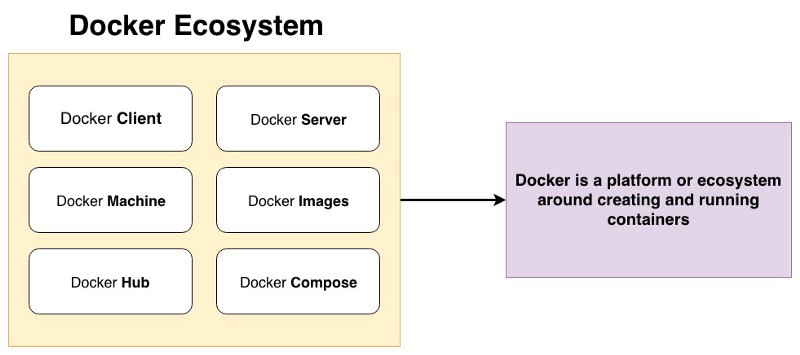 Docker Ecosystem
Docker Client
Docker Server
Docker Machine
Docker Images
Docker Hub
Docker Compose
Docker is a platform or ecosystem
around creating and running
containers